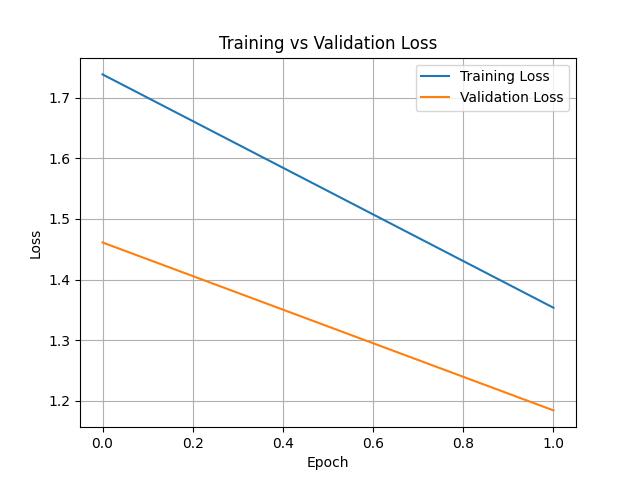 Training vs Validation Loss
Training Loss
Validation Loss
1.7
1.6
1.5
1.4
1.3
1.2
Loss
0.0 0.2 0.4 0.6 0.8 1.0
Epoch